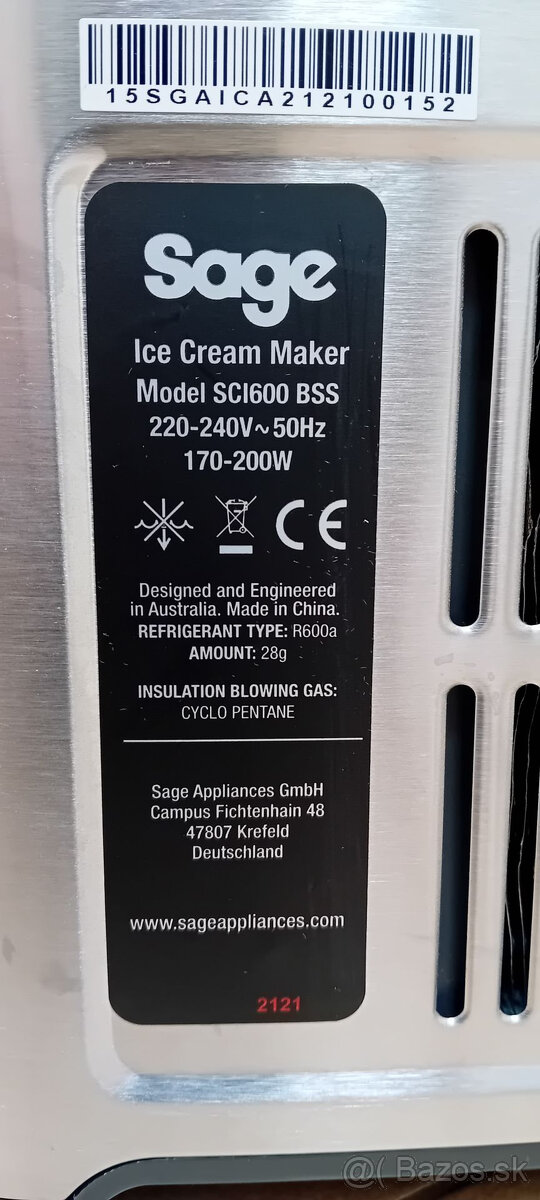 15SGAICA212100152
Sage
Ice Cream Maker
Model SCI600 BSS
220-240V~50Hz
170-200W
CE
Designed and Engineered
in Australia. Made in China.
REFRIGERANT TYPE: R600a
AMOUNT: 28g
INSULATION BLOWING GAS:
CYCLO PENTANE
Sage Appliances GmbH
Campus Fichtenhain 48
47807 Krefeld
Deutschland
www.sageappliances.com
2121
@ Bazos.sk